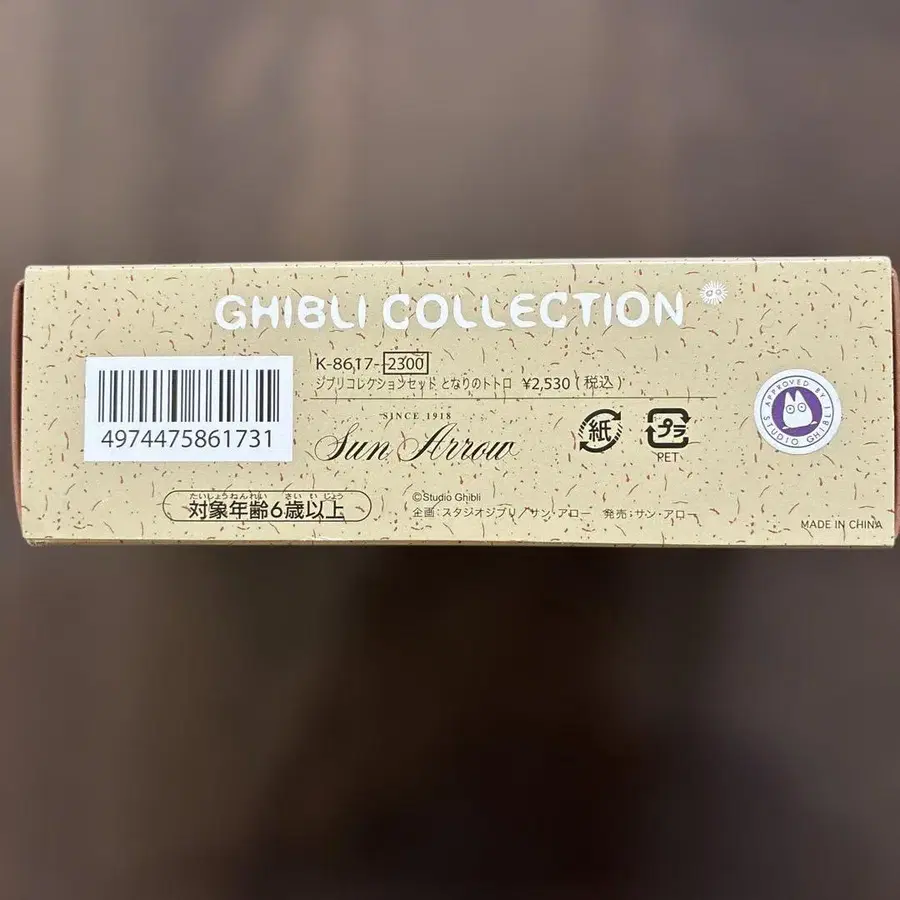 GHIBLI COLLECTION
K-8617-2300
ジブリコレクションセット となりのトトロ ¥2,530(税込)
4974475861731
SINCE 1918
Sun Arrow
紙
プラ
PET
APPROVED BY STUDIO GHIBLI
たいしょうねんれい さい いじょう
対象年齢6歳以上
©Studio Ghibli
企画:スタジオジブリ/サン・アロー 発売:サン・アロー
MADE IN CHINA